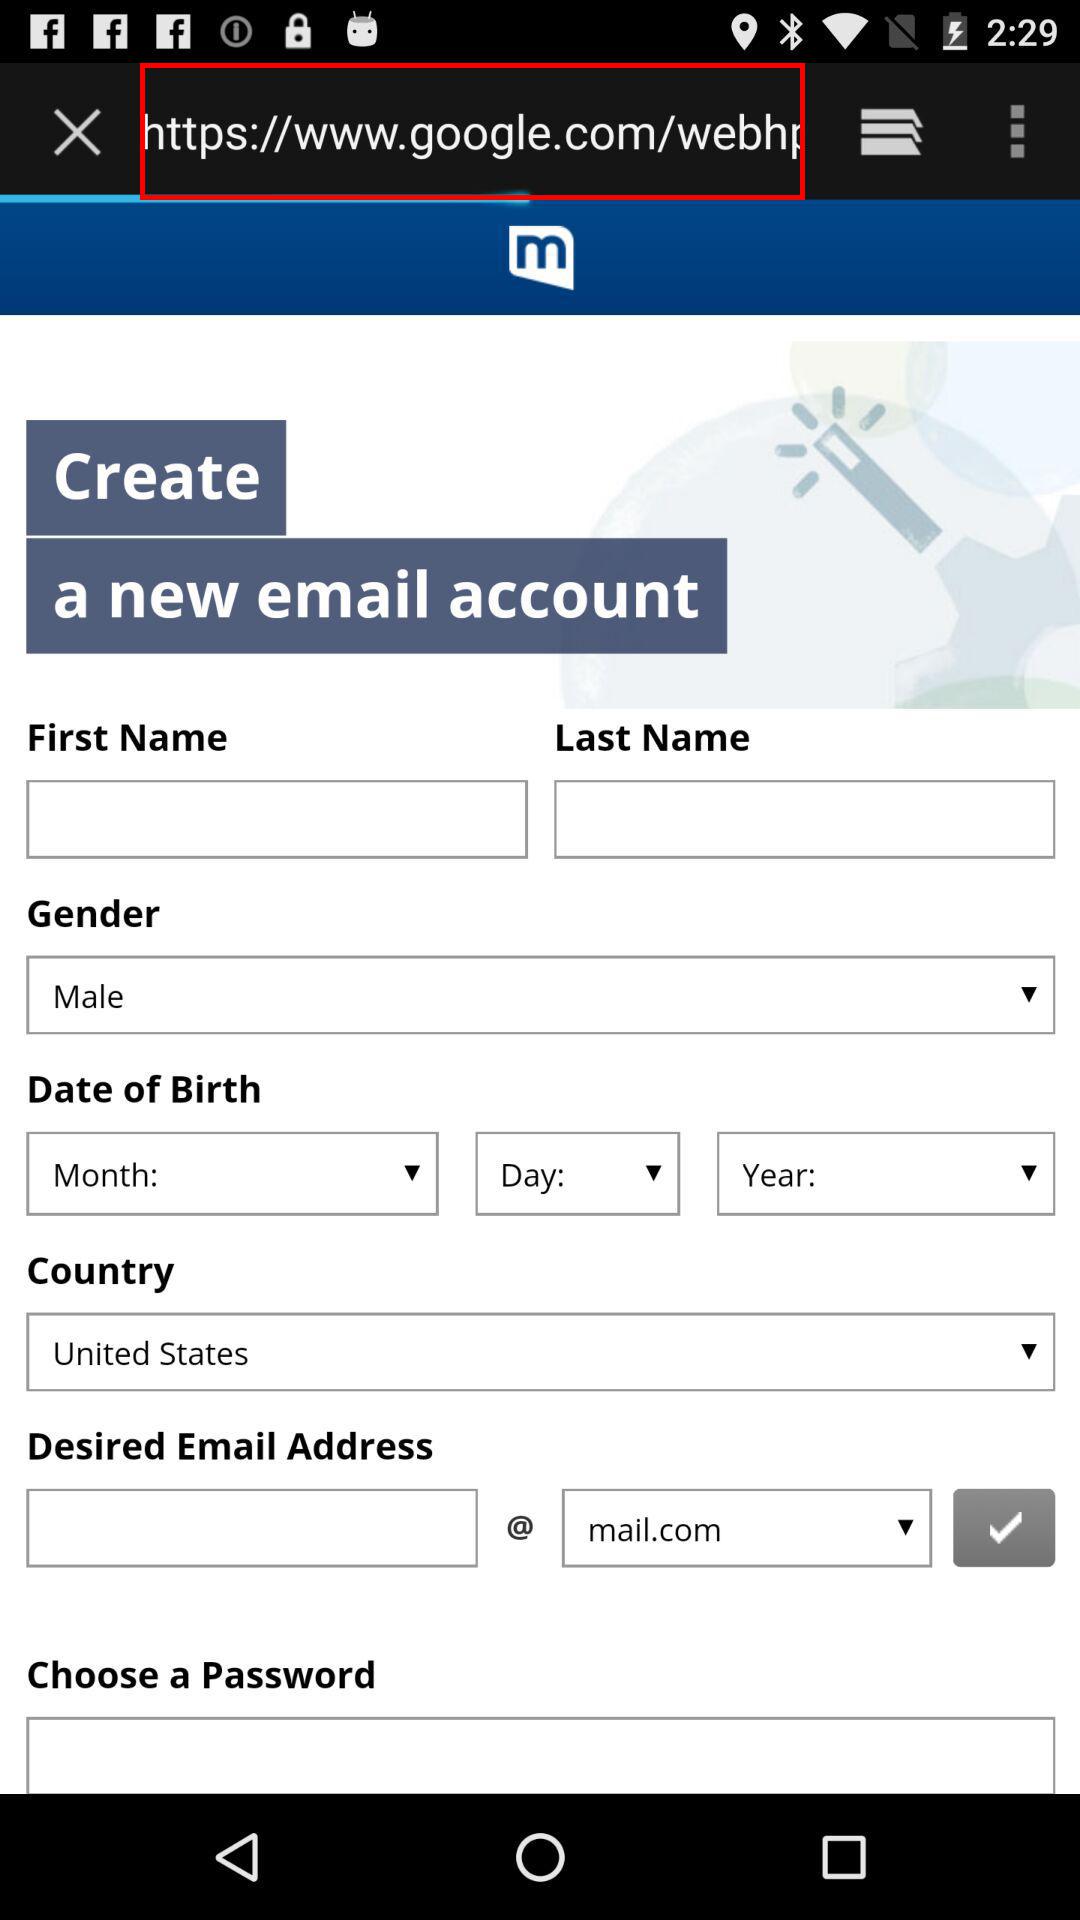 2:29
https://www.google.com/webhp
m
Create
a new email account
First Name Last Name
Gender
Male
Date of Birth
Month: Day: Year:
Country
United States
Desired Email Address
@ mail.com
Choose a Password